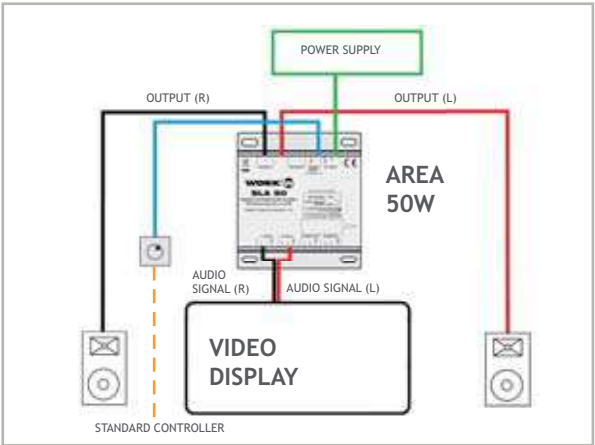 POWER SUPPLY
OUTPUT (R)
OUTPUT (L)
WORK
SLA 50
AREA
50W
AUDIO
SIGNAL (R)
AUDIO SIGNAL (L)
VIDEO
DISPLAY
STANDARD CONTROLLER